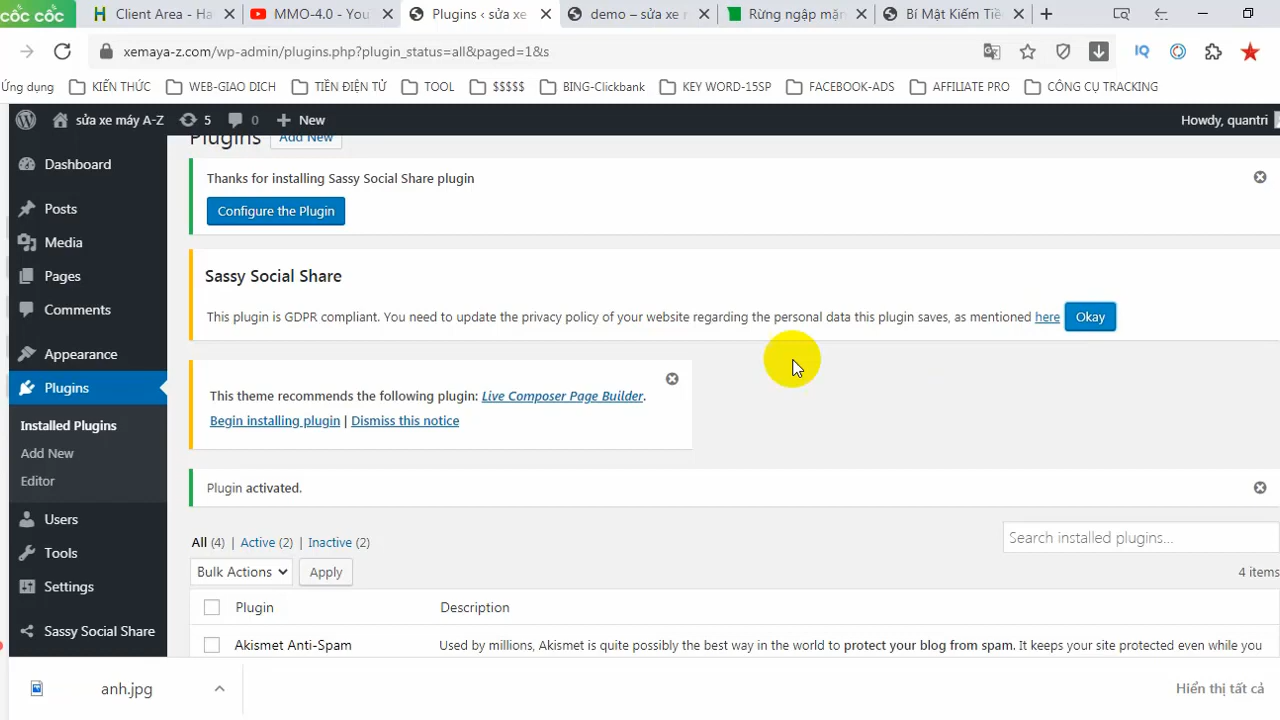 cốc cốc
Client Area - Ha
MMO-4.0 - You
Plugins ‹ sửa xe
demo – sửa xe m
Rừng ngập mặn
Bí Mật Kiếm Tiền
xemaya-z.com/wp-admin/plugins.php?plugin_status=all&paged=1&s
Ứng dụng
KIẾN THỨC
WEB-GIAO DICH
TIỀN ĐIỆN TỬ
TOOL
$$$$$
BING-Clickbank
KEY WORD-15SP
FACEBOOK-ADS
AFFILIATE PRO
CÔNG CỤ TRACKING
sửa xe máy A-Z
5
0
New
Howdy, quantri
Dashboard
Posts
Media
Pages
Comments
Appearance
Plugins
Installed Plugins
Add New
Editor
Users
Tools
Settings
Sassy Social Share
Plugins
Add New
Thanks for installing Sassy Social Share plugin
Configure the Plugin
Sassy Social Share
This plugin is GDPR compliant. You need to update the privacy policy of your website regarding the personal data this plugin saves, as mentioned here
Okay
This theme recommends the following plugin: Live Composer Page Builder.
Begin installing plugin | Dismiss this notice
Plugin activated.
All (4) | Active (2) | Inactive (2)
Search installed plugins...
Bulk Actions
Apply
4 items
Plugin
Description
Akismet Anti-Spam
Used by millions, Akismet is quite possibly the best way in the world to protect your blog from spam. It keeps your site protected even while you
anh.jpg
Hiển thị tất cả